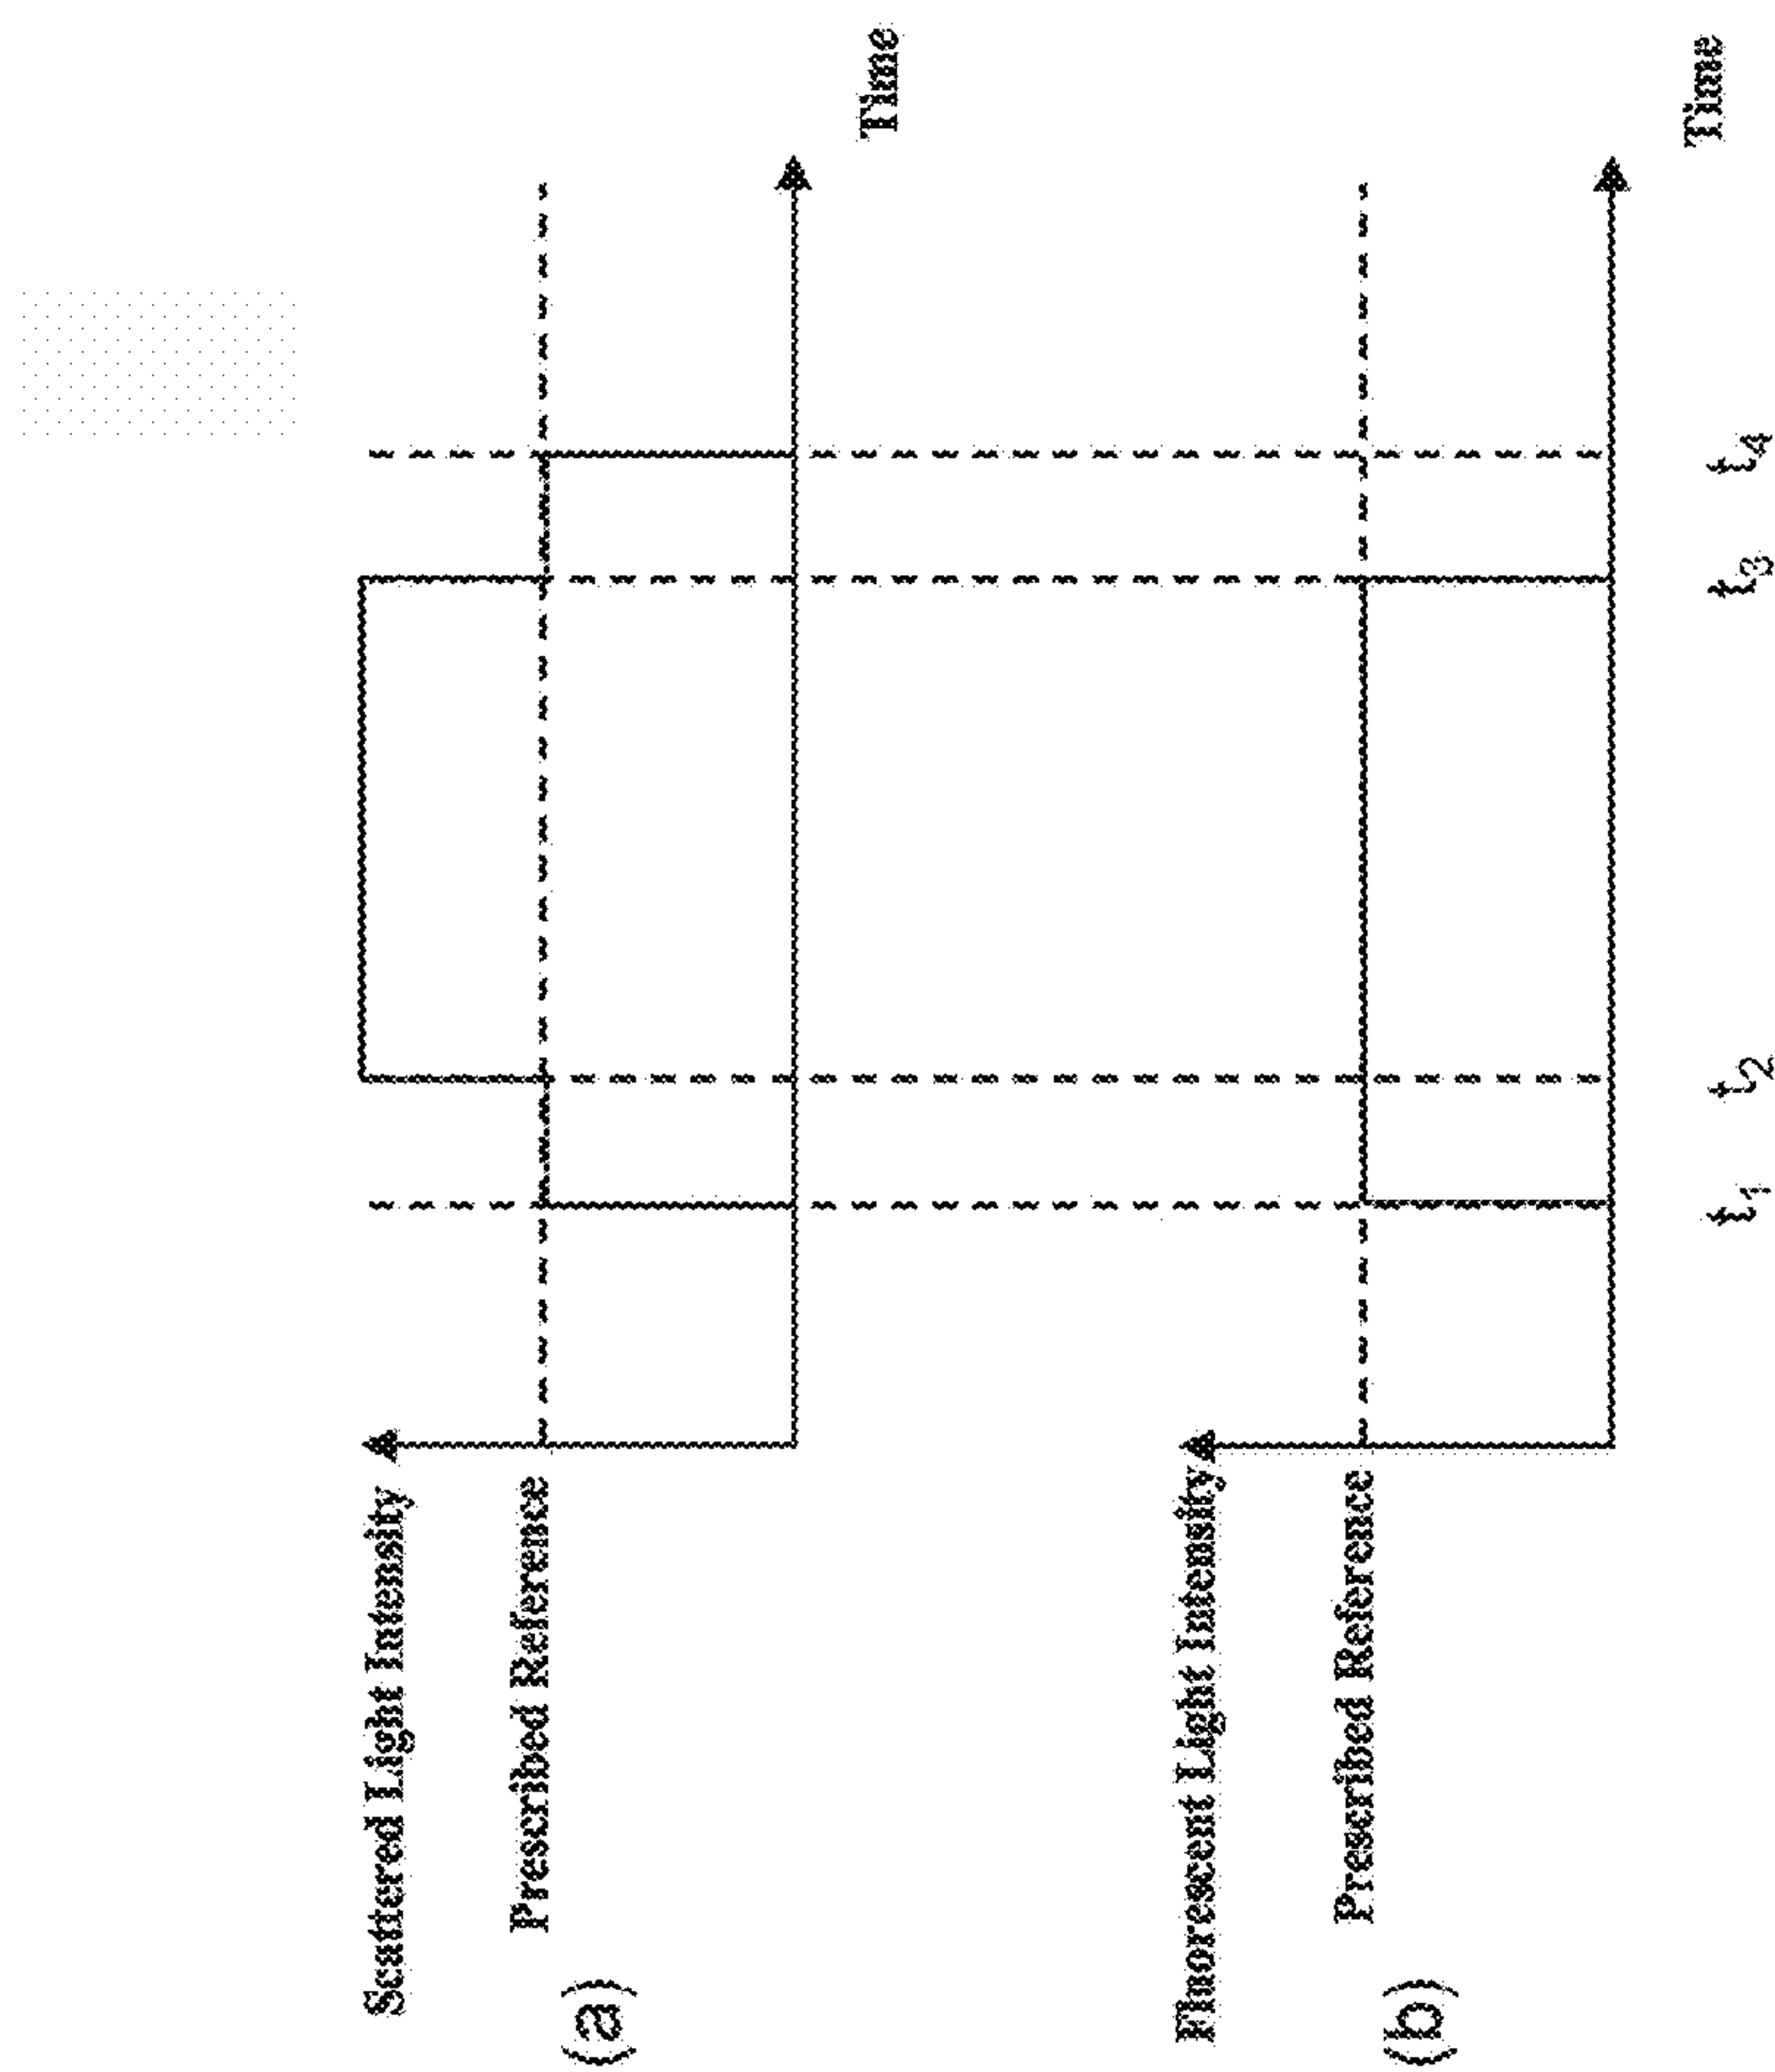 Scattered Light Intensity
Prescribed Reference
(a)
Time
Fluorescent Light Intensity
Prescribed Reference
(b)
Time
t1
t2
t3
t4